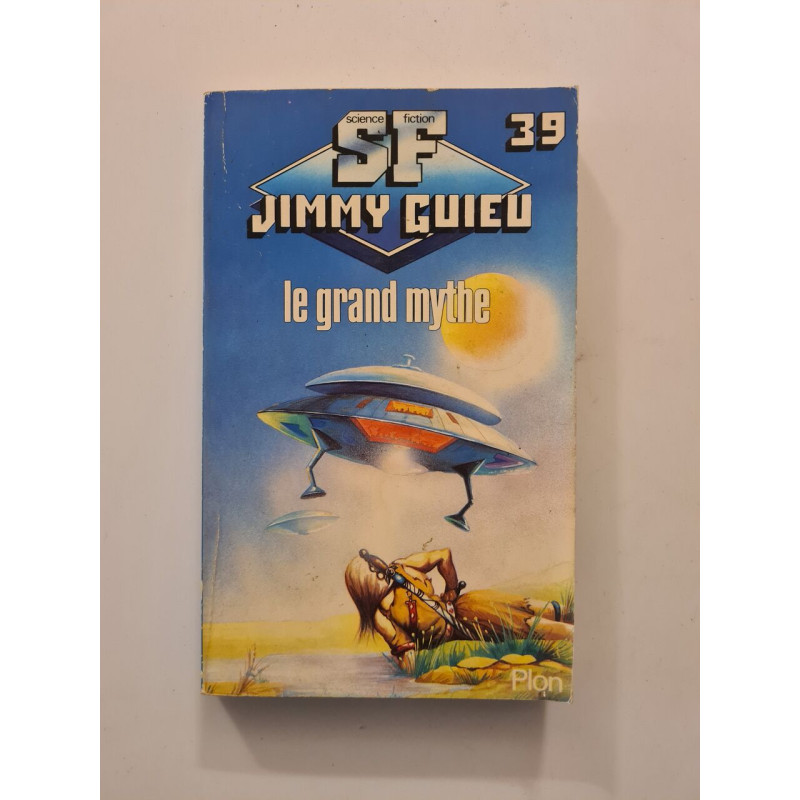 science fiction
SF
39
JIMMY GUIEU
le grand mythe
Plon